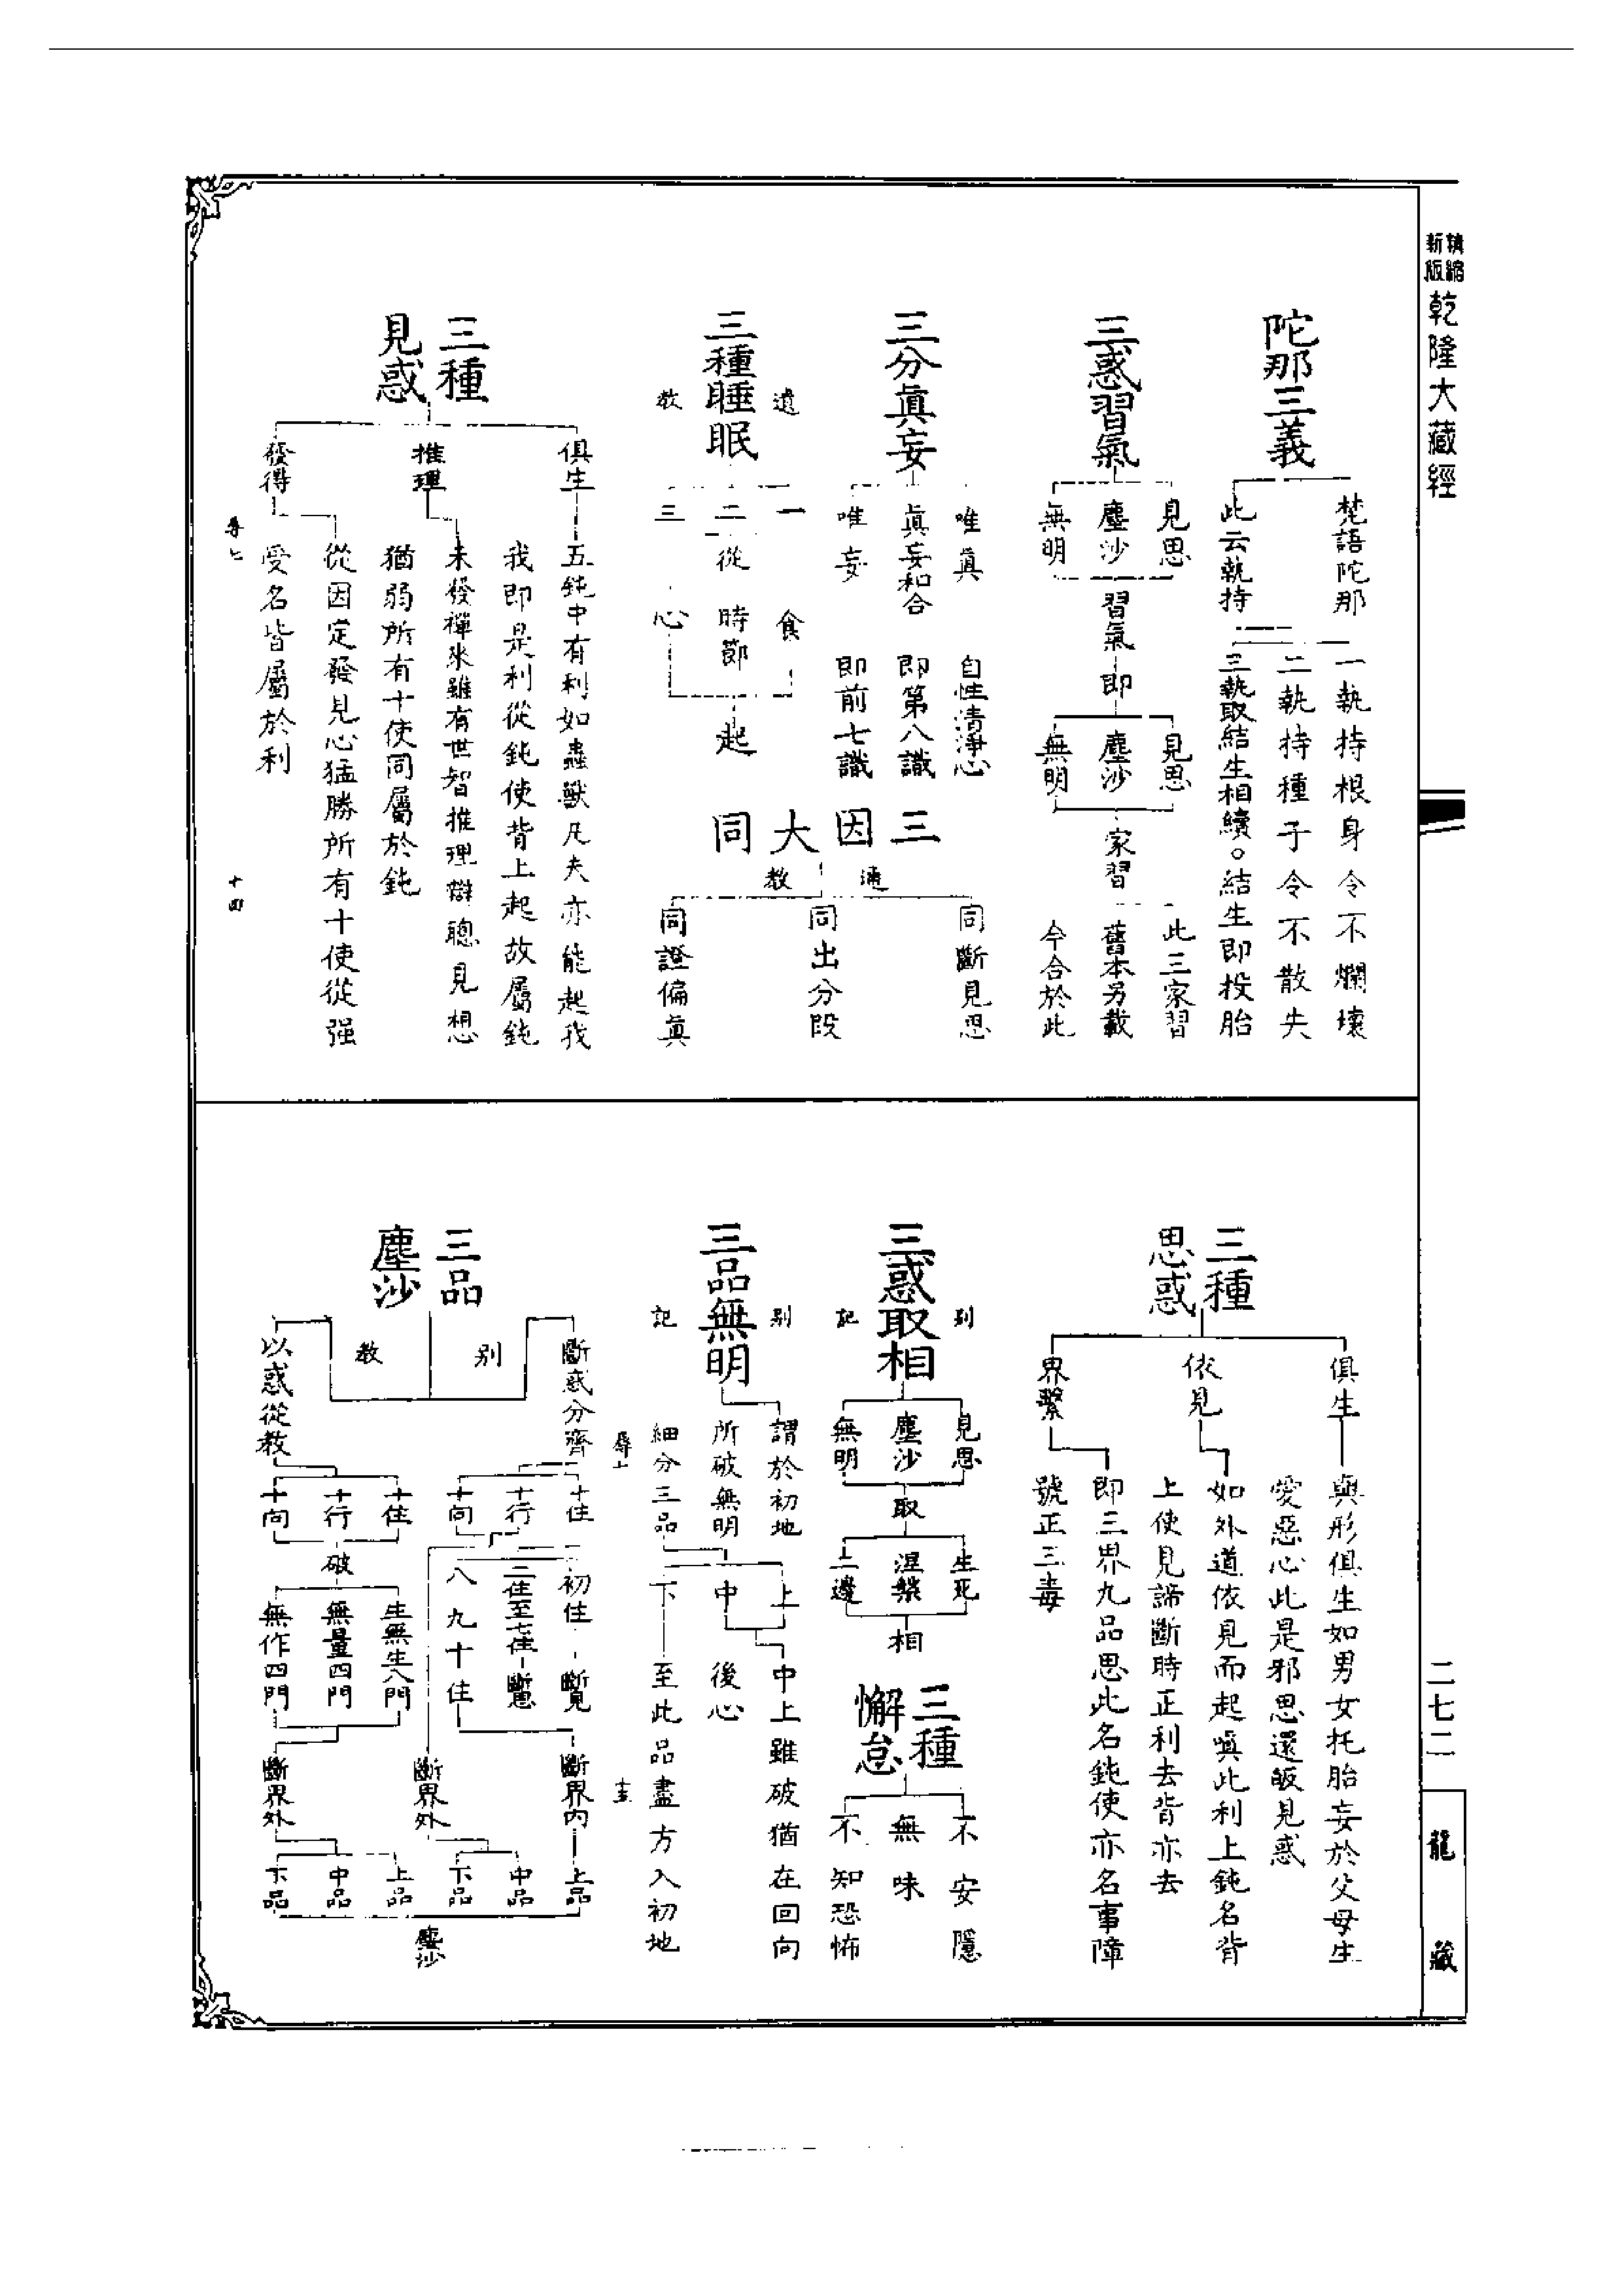 精縮
新版
乾隆大藏經
陀那三義
梵語陀那
此云執持
一執持根身令不爛壞
二執持種子令不散失
三執取結生相續。結生即投胎
三惑習氣
見思
塵沙
無明
習氣
即
見思
塵沙
無明
家習
此三家習
舊本另載
今合於此
三分眞妄
唯眞
眞妄和合
唯妄
自性清淨心
即第八識
即前七識
三種睡眠
遺
教
一
二
三
從
食
時節
心
起
三因大同
通
教
同斷見思
同出分段
同證偏眞
三種
見惑
俱生
五鈍中有利如蟲獸凡夫亦能起我
我即是利從鈍使背上起故屬鈍
推理
未發禪來雖有世智推理辯聰見想
猶弱所有十使同屬於鈍
發得
從因定發見心猛勝所有十使從强
受名皆屬於利
十四
三種
思惑
俱生
與形俱生如男女托胎妄於父母生
愛惡心此是邪思還皈見惑
依見
如外道依見而起嗔此利上鈍名背
上使見諦斷時正利去背亦去
界繫
即三界九品思此名鈍使亦名事障
號正三毒
三惑取相
別
記
見思
塵沙
無明
取
生死
涅槃
二邊
相
三種
懈怠
不安隱
無味
不知恐怖
三品無明
別
記
謂於初地
所破無明
細分三品
上
中
下
中上雖破猶在回向
後心
至此品盡方入初地
三品
塵沙
別
教
斷惑分齊
十住
十行
十向
初住
斷見
二住至七住
斷思
八九十住
斷界內
斷界外
上品
中品
下品
以惑從教
十住
十行
十向
破
生無生八門
無量四門
無作四門
斷界外
上品
中品
下品
塵沙
二七二
龍藏